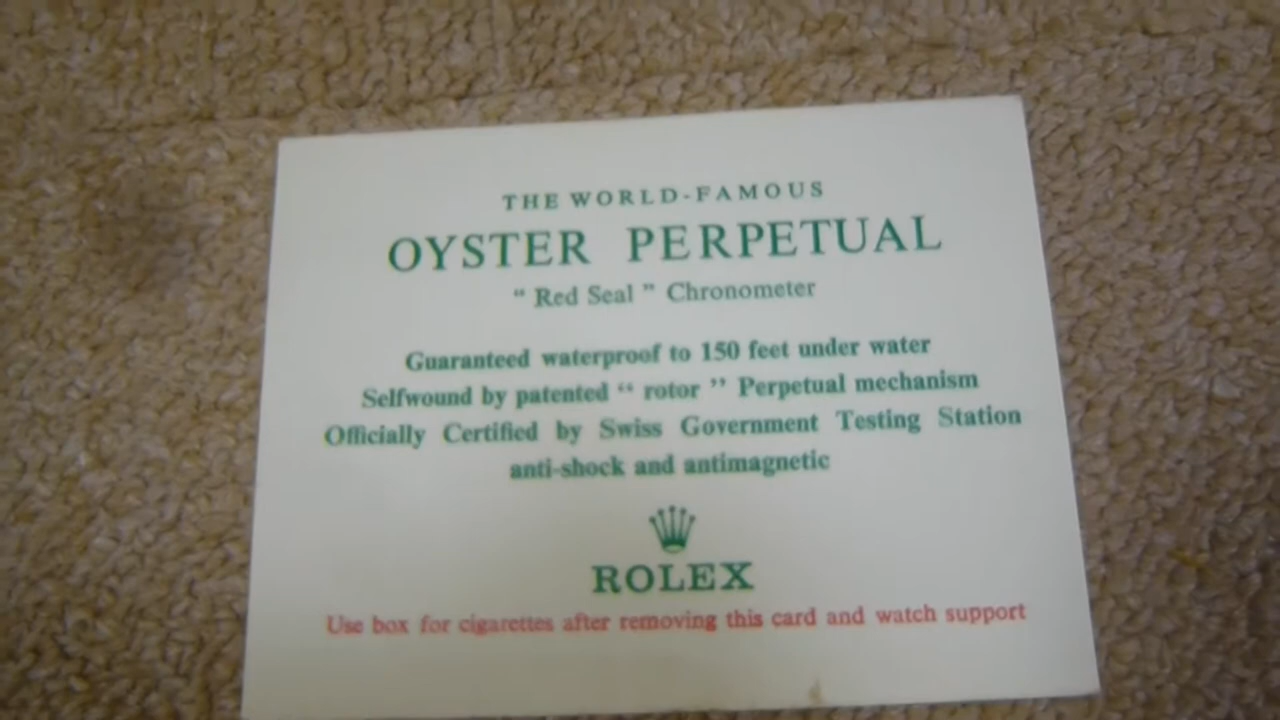 THE WORLD-FAMOUS
OYSTER PERPETUAL
“ Red Seal ” Chronometer
Guaranteed waterproof to 150 feet under water
Selfwound by patented “ rotor ” Perpetual mechanism
Officially Certified by Swiss Government Testing Station
anti-shock and antimagnetic
ROLEX
Use box for cigarettes after removing this card and watch support